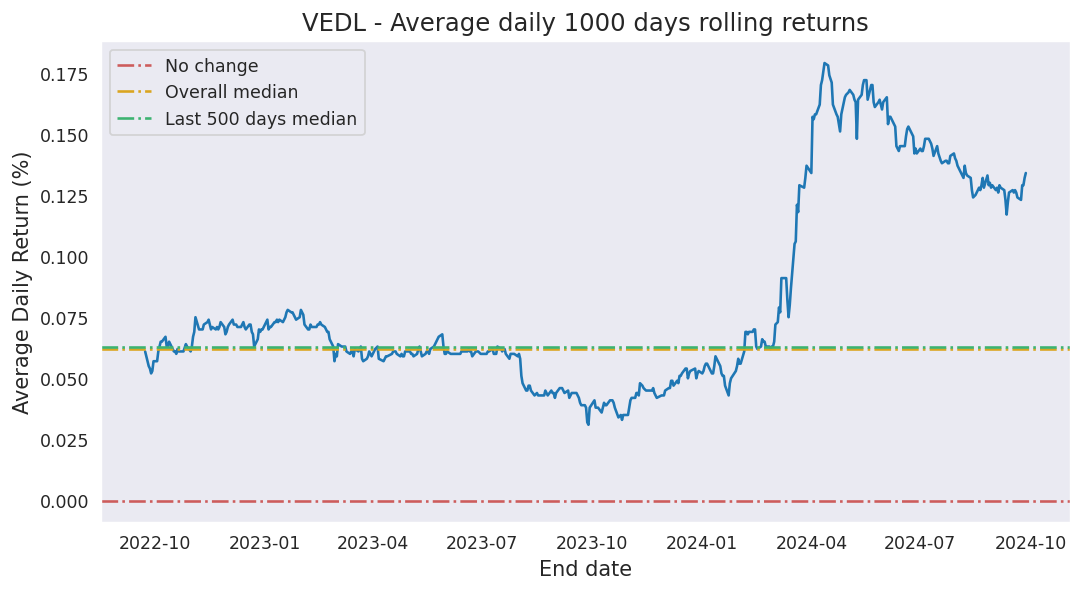 VEDL - Average daily 1000 days rolling returns
No change
Overall median
Last 500 days median
Average Daily Return (%)
0.175
0.150
0.125
0.100
0.075
0.050
0.025
0.000
2022-10 2023-01 2023-04 2023-07 2023-10 2024-01 2024-04 2024-07 2024-10
End date